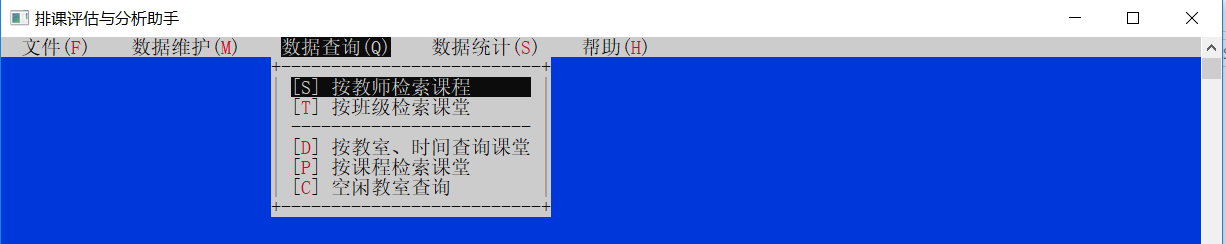 排课评估与分析助手
文件(F) 数据维护(M) 数据查询(Q) 数据统计(S) 帮助(H)
[S] 按教师检索课程
[T] 按班级检索课堂
[D] 按教室、时间查询课堂
[P] 按课程检索课堂
[C] 空闲教室查询